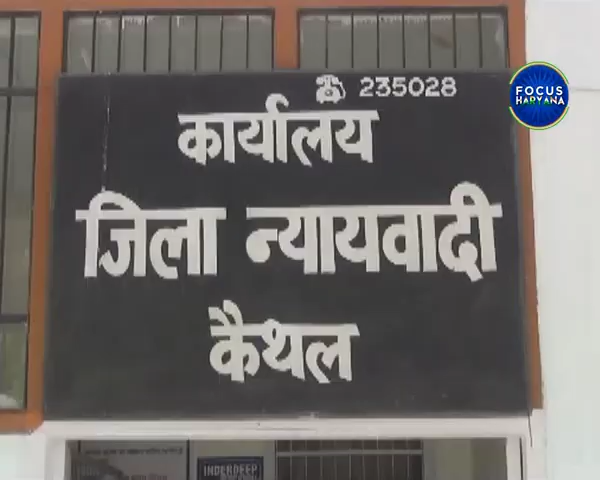 ☎ 235028
FOCUS
HARYANA
कार्यालय
जिला न्यायवादी
कैथल
INDERDEEP